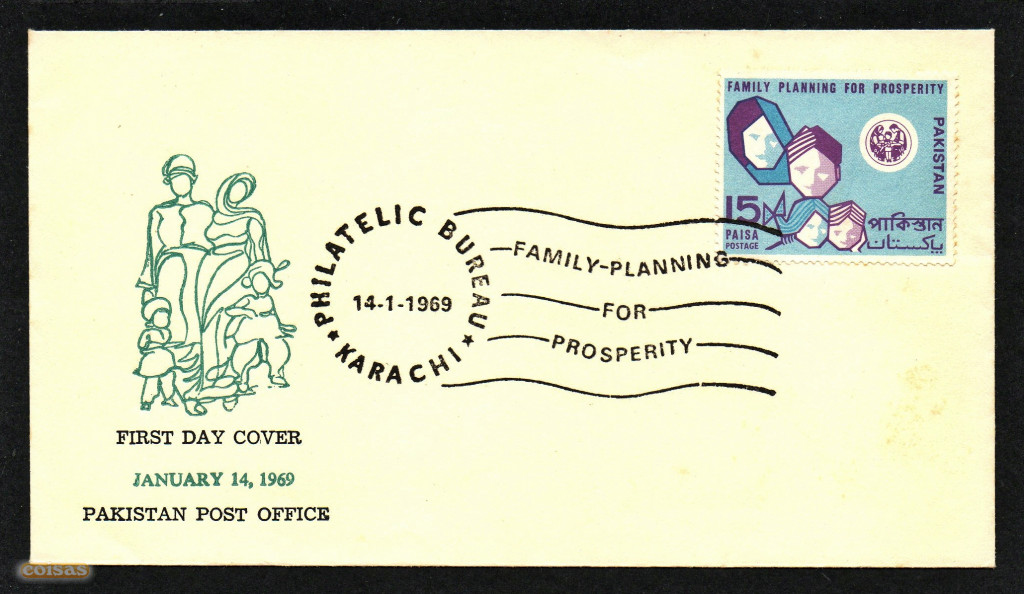 FAMILY PLANNING FOR PROSPERITY
PAKISTAN
15
PAISA
POSTAGE
পাকিস্তান
پاکستان
PHILATELIC BUREAU
14-1-1969
★ KARACHI ★
FAMILY-PLANNING
FOR
PROSPERITY
FIRST DAY COVER
JANUARY 14, 1969
PAKISTAN POST OFFICE
coisas